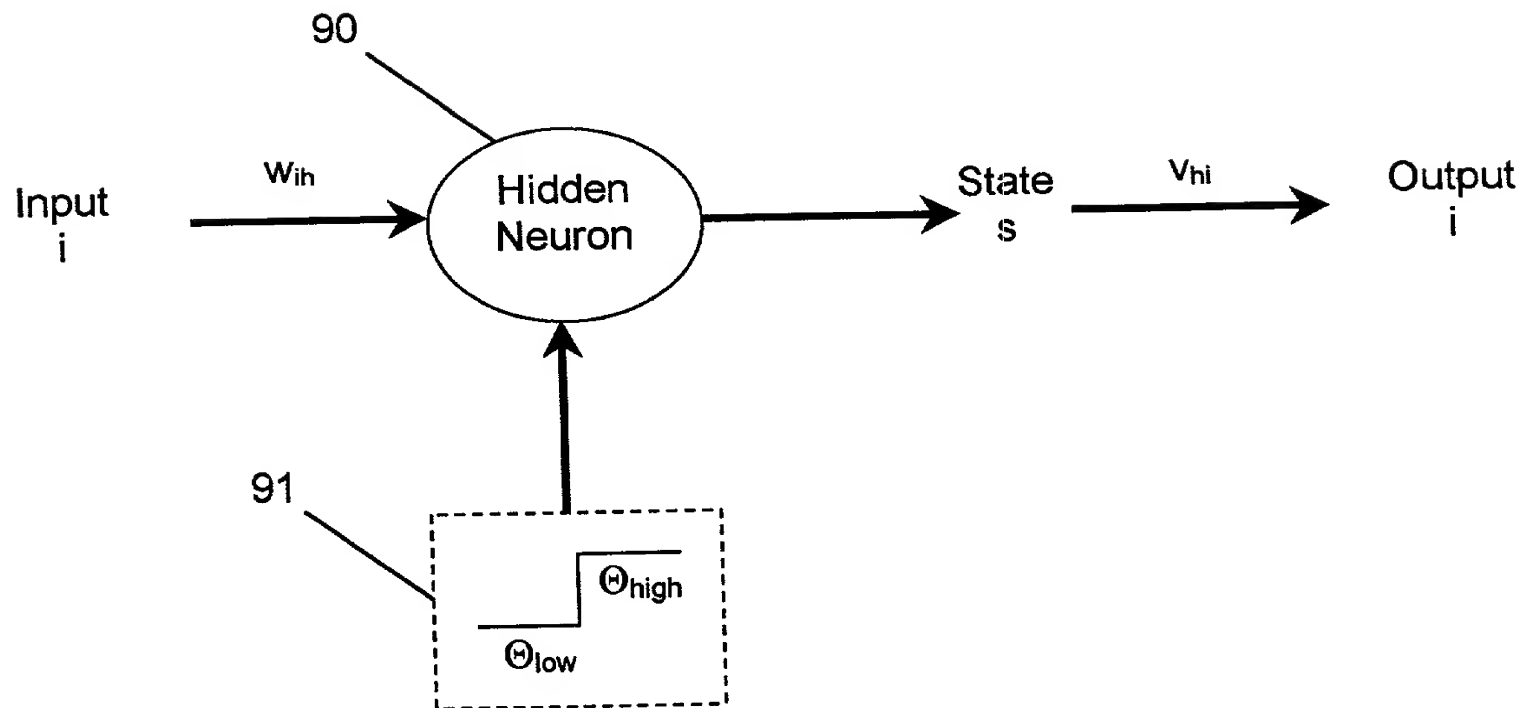 90
Input
i
wih
Hidden
Neuron
State
s
vhi
Output
i
91
Θhigh
Θlow